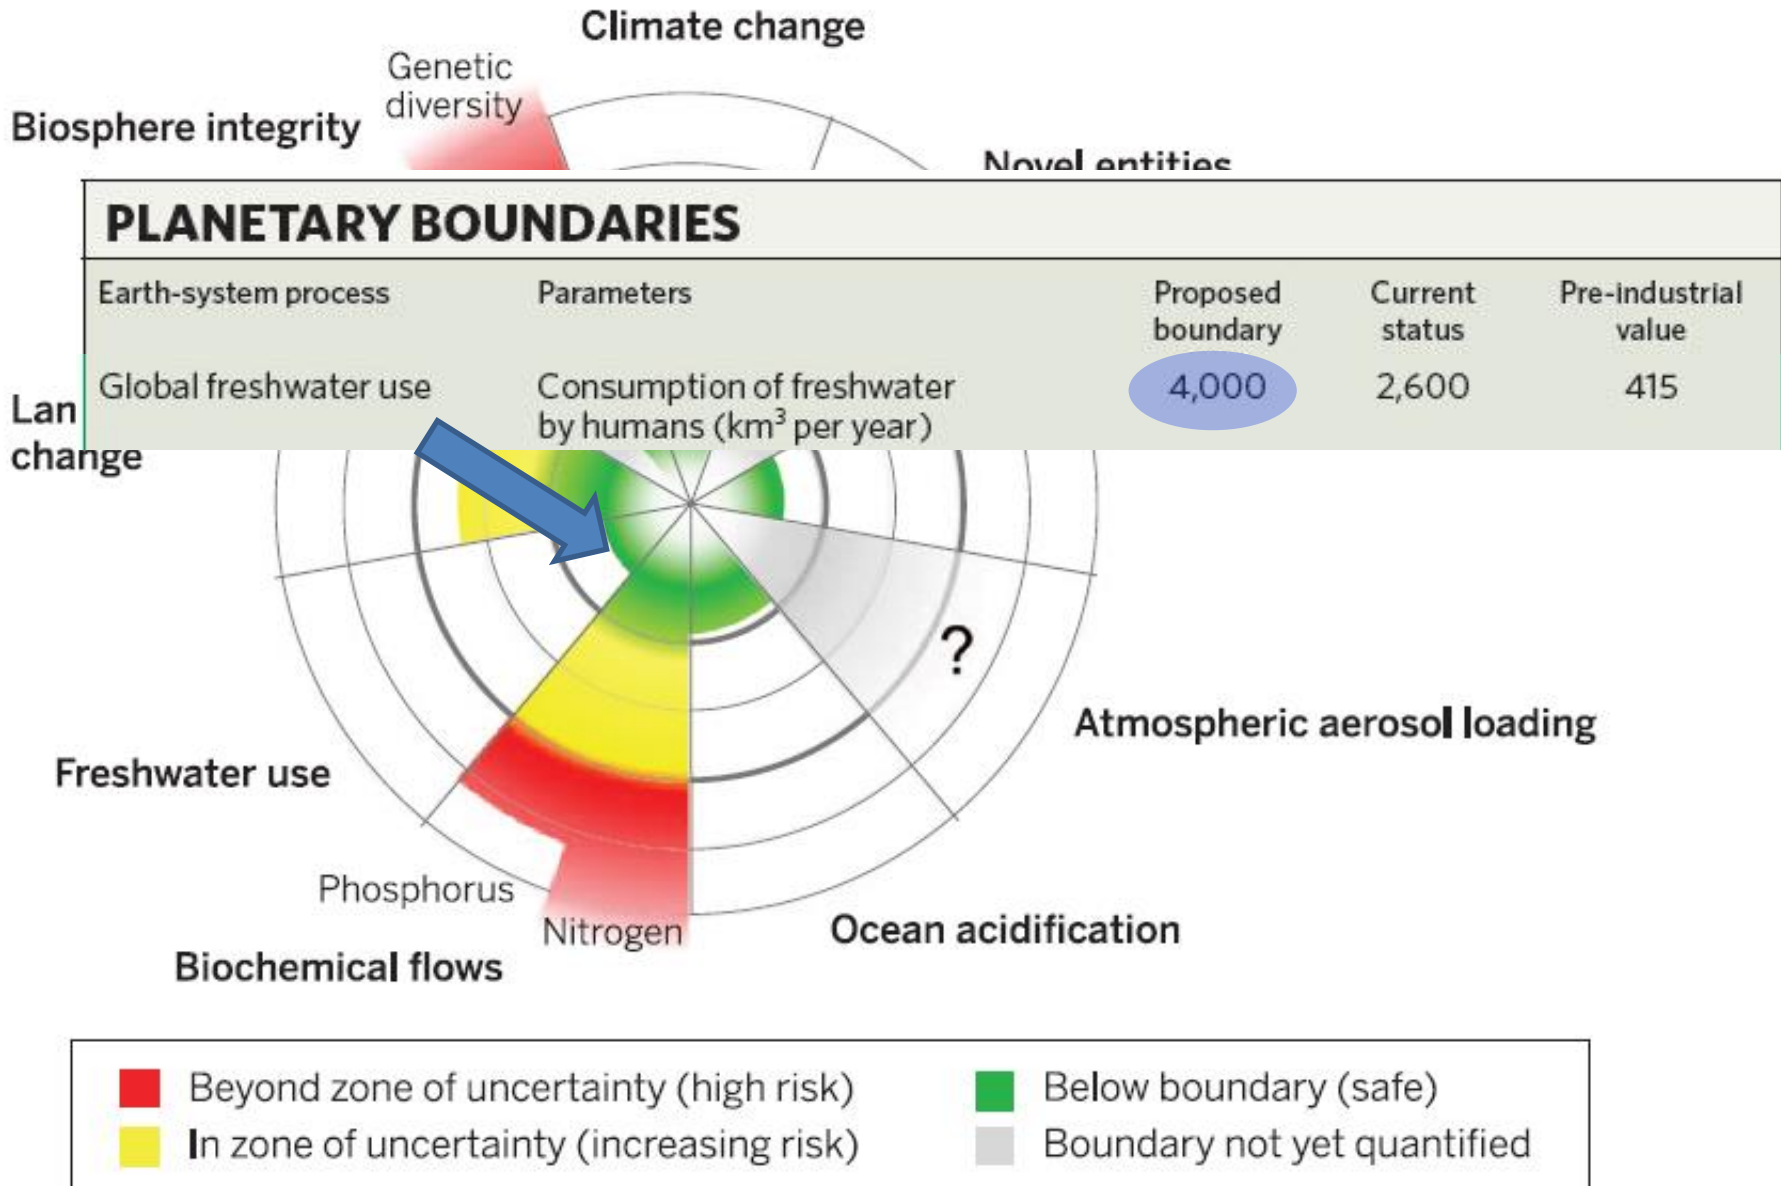 Climate change
Genetic
diversity
Biosphere integrity
Novel entities
PLANETARY BOUNDARIES
Earth-system process Parameters Proposed boundary Current status Pre-industrial value
Global freshwater use Consumption of freshwater by humans (km³ per year) 4,000 2,600 415
Lan
change
?
Atmospheric aerosol loading
Freshwater use
Phosphorus
Nitrogen
Ocean acidification
Biochemical flows
Beyond zone of uncertainty (high risk)
Below boundary (safe)
In zone of uncertainty (increasing risk)
Boundary not yet quantified